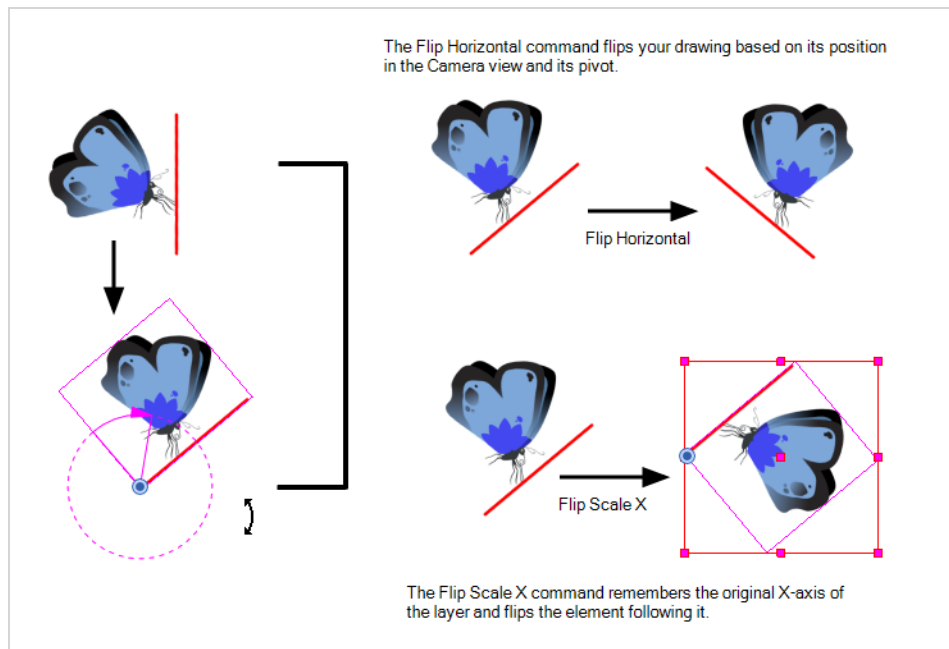 The Flip Horizontal command flips your drawing based on its position
in the Camera view and its pivot.
Flip Horizontal
Flip Scale X
The Flip Scale X command remembers the original X-axis of
the layer and flips the element following it.